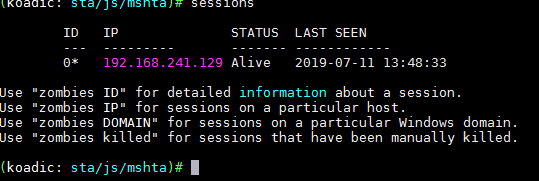 (koadic: sta/js/mshta)# sessions
ID IP STATUS LAST SEEN
--- --------- ------- -------------
0* 192.168.241.129 Alive 2019-07-11 13:48:33
Use "zombies ID" for detailed information about a session.
Use "zombies IP" for sessions on a particular host.
Use "zombies DOMAIN" for sessions on a particular Windows domain.
Use "zombies killed" for sessions that have been manually killed.
(koadic: sta/js/mshta)#